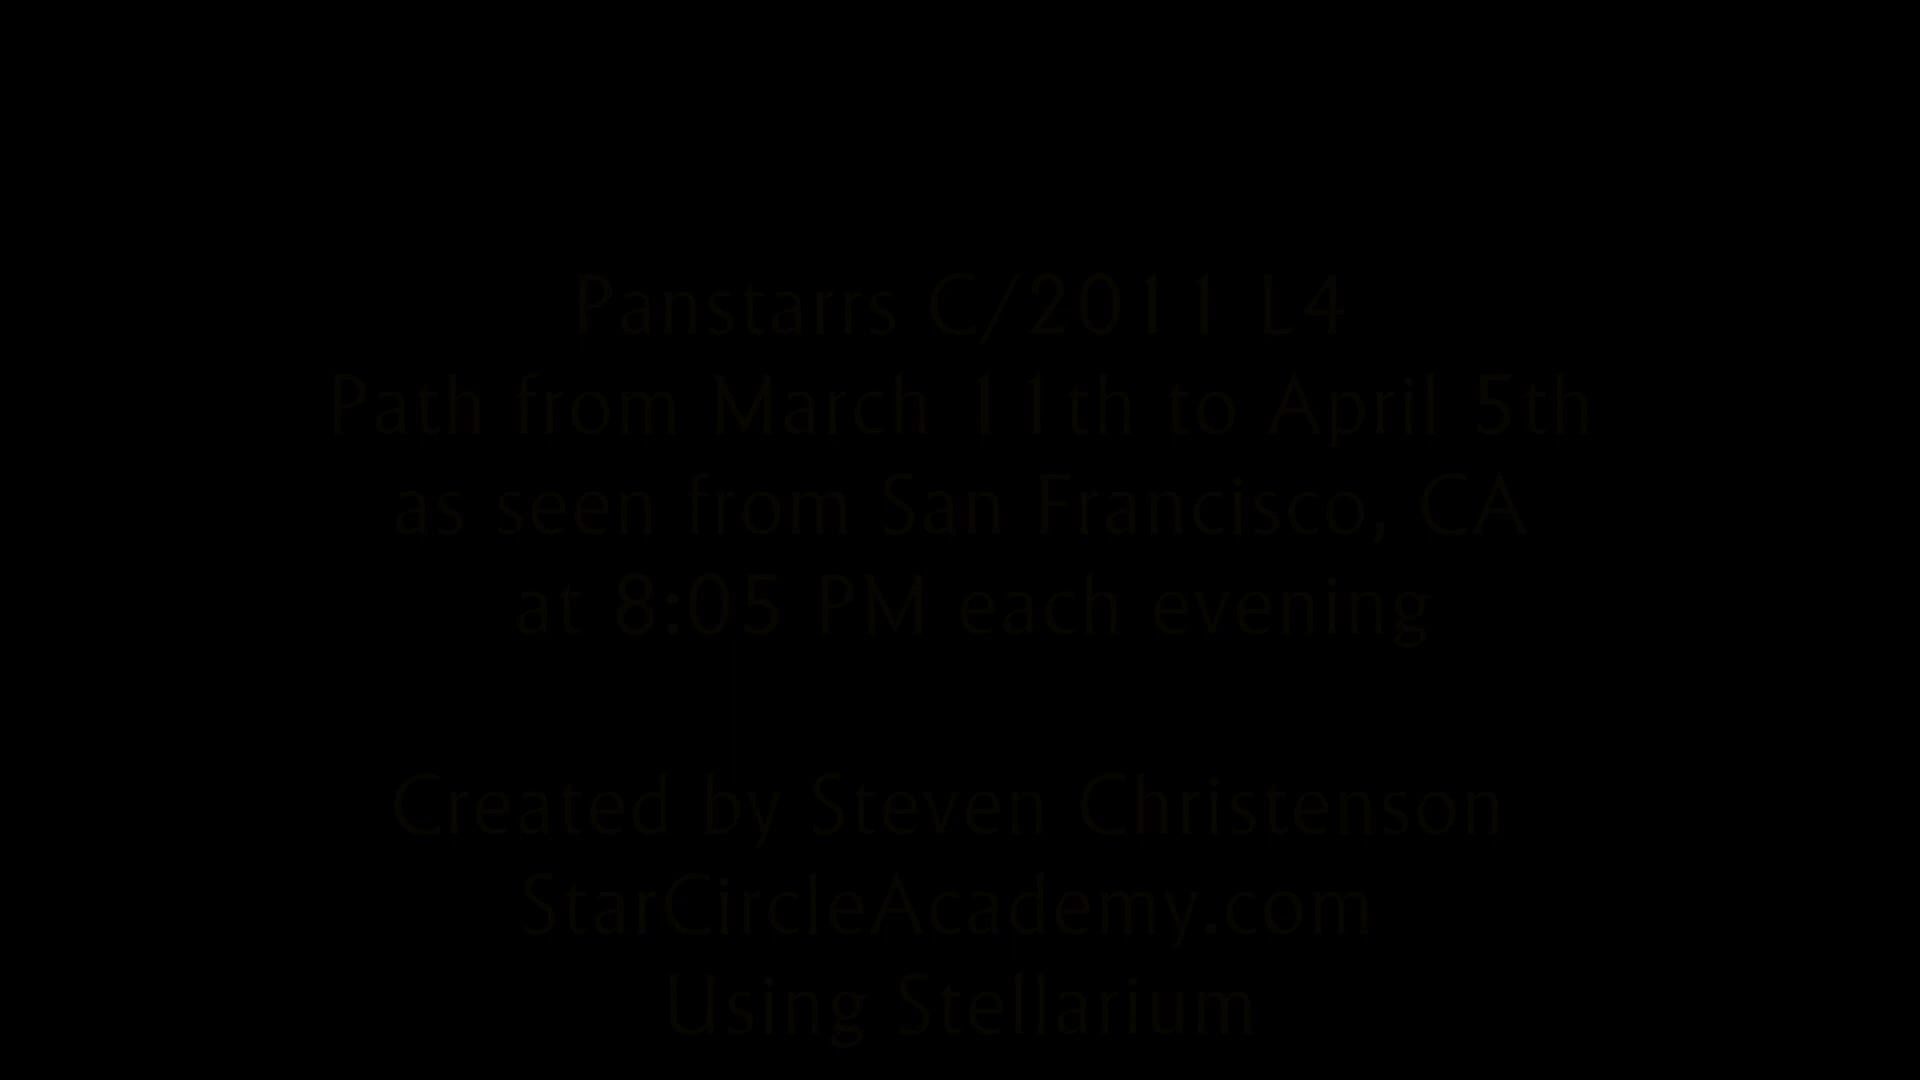 Panstarrs C/2011 L4
Path from March 11th to April 5th
as seen from San Francisco, CA
at 8:05 PM each evening
Created by Steven Christenson
StarCircleAcademy.com
Using Stellarium